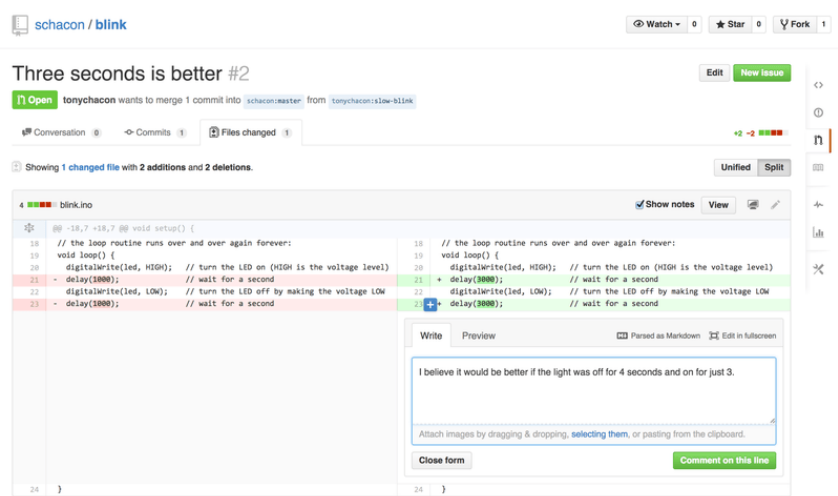 schacon / blink
Watch 0 Star 0 Fork 1
Three seconds is better #2
Edit New issue
Open tonychacon wants to merge 1 commit into schacon:master from tonychacon:slow-blink
Conversation 0 Commits 1 Files changed 1 +2 −2
Showing 1 changed file with 2 additions and 2 deletions.
Unified Split
4 blink.ino Show notes View
@@ -18,7 +18,7 @@ void setup() {
18 // the loop routine runs over and over again forever:
19 void loop() {
20 digitalWrite(led, HIGH); // turn the LED on (HIGH is the voltage level)
21 - delay(1000); // wait for a second
22 digitalWrite(led, LOW); // turn the LED off by making the voltage LOW
23 - delay(1000); // wait for a second
18 // the loop routine runs over and over again forever:
19 void loop() {
20 digitalWrite(led, HIGH); // turn the LED on (HIGH is the voltage level)
21 + delay(3000); // wait for a second
22 digitalWrite(led, LOW); // turn the LED off by making the voltage LOW
23 + delay(3000); // wait for a second
Write Preview Parsed as Markdown Edit in fullscreen
I believe it would be better if the light was off for 4 seconds and on for just 3.
Attach images by dragging & dropping, selecting them, or pasting from the clipboard.
Close form Comment on this line
24 }
24 }